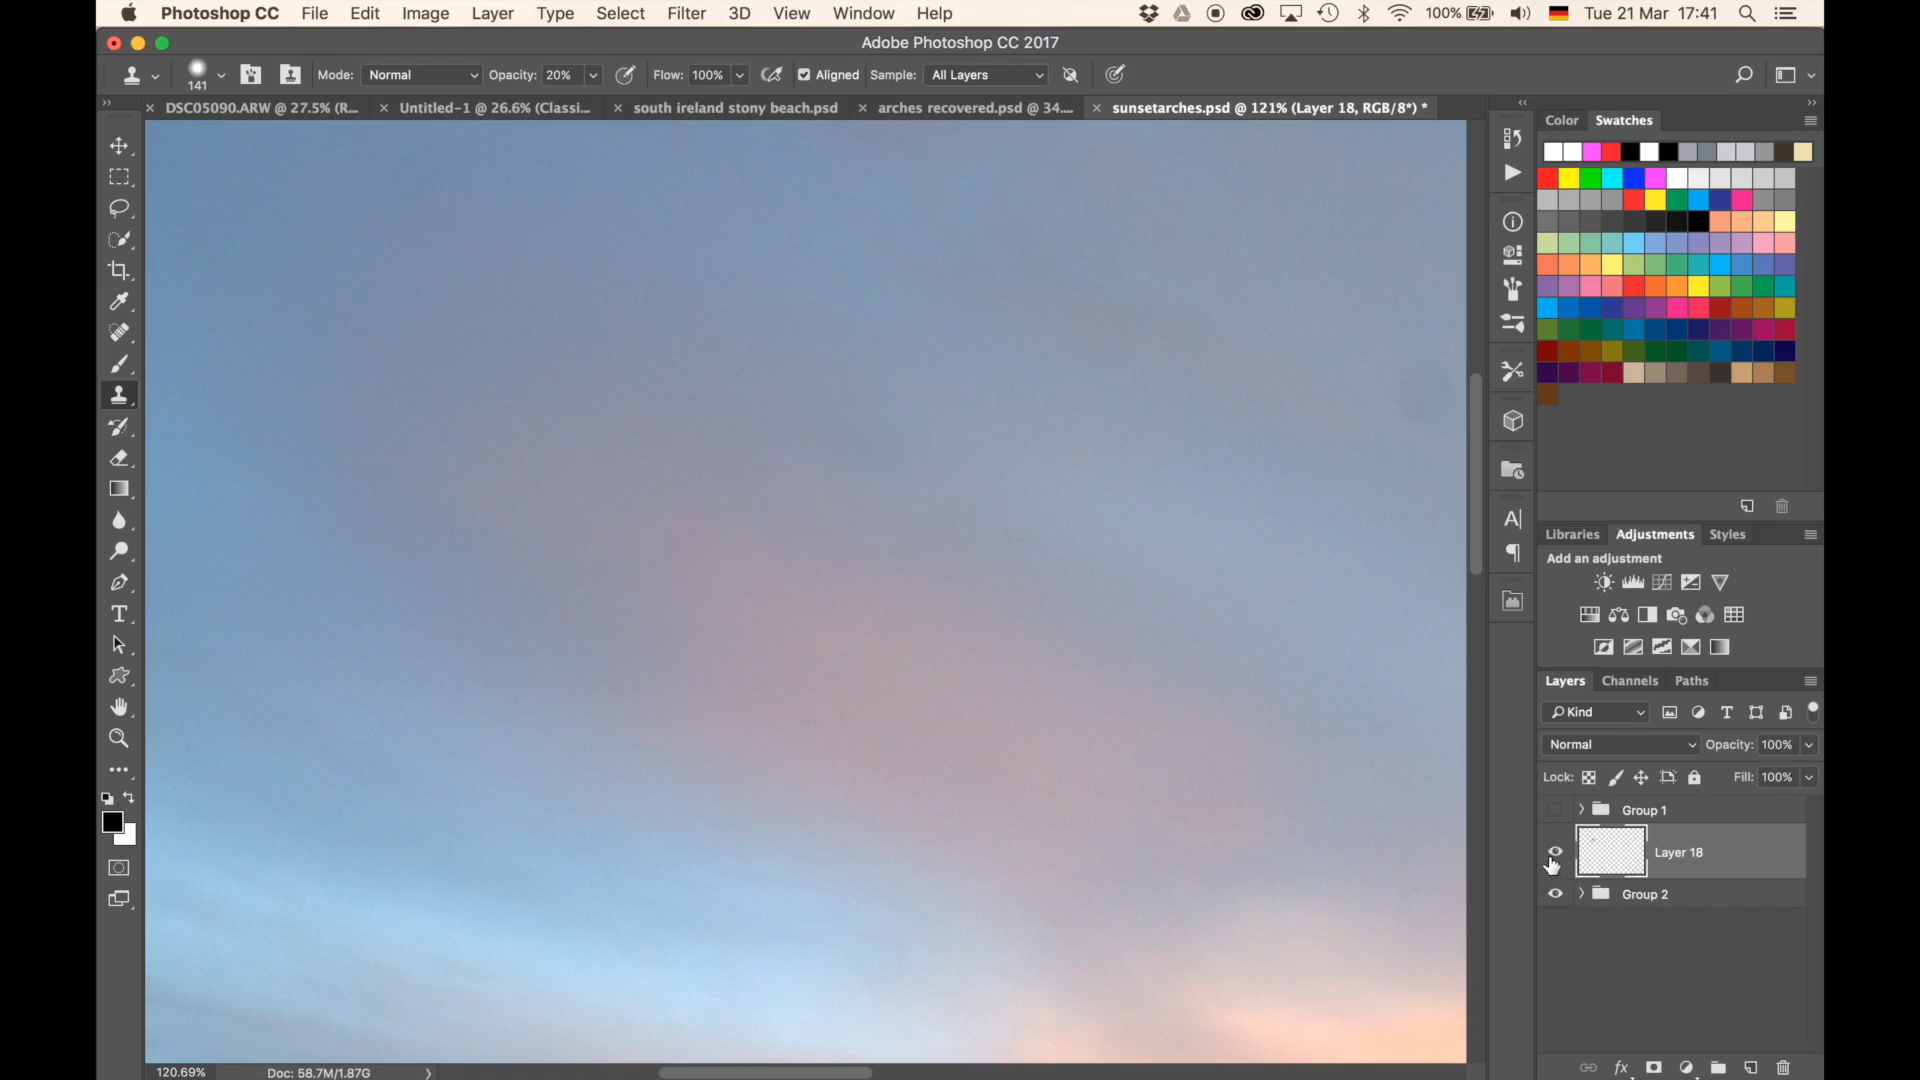 Photoshop CC File Edit Image Layer Type Select Filter 3D View Window Help 100% Tue 21 Mar 17:41
Adobe Photoshop CC 2017
141 Mode: Normal Opacity: 20% Flow: 100% Aligned Sample: All Layers
DSC05090.ARW @ 27.5% (R... Untitled-1 @ 26.6% (Classi... south ireland stony beach.psd arches recovered.psd @ 34.... sunsetarches.psd @ 121% (Layer 18, RGB/8*) *
Color Swatches
Libraries Adjustments Styles
Add an adjustment
Layers Channels Paths
Kind
Normal Opacity: 100%
Lock: Fill: 100%
Group 1
Layer 18
Group 2
fx
120.69% Doc: 58.7M/1.87G